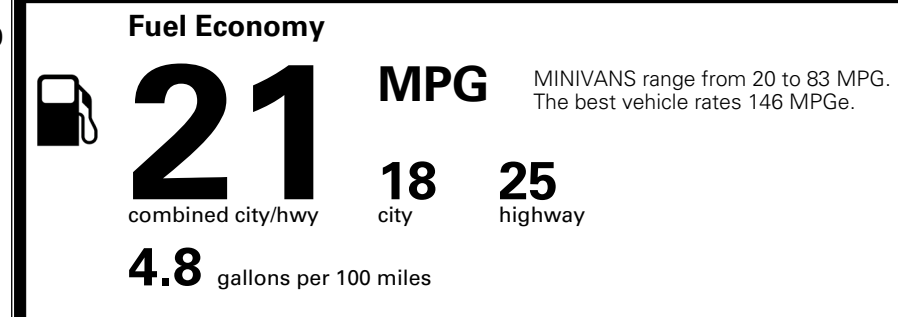 Fuel Economy
21 MPG
MINIVANS range from 20 to 83 MPG.
The best vehicle rates 146 MPGe.
18 25
combined city/hwy city highway
4.8 gallons per 100 miles